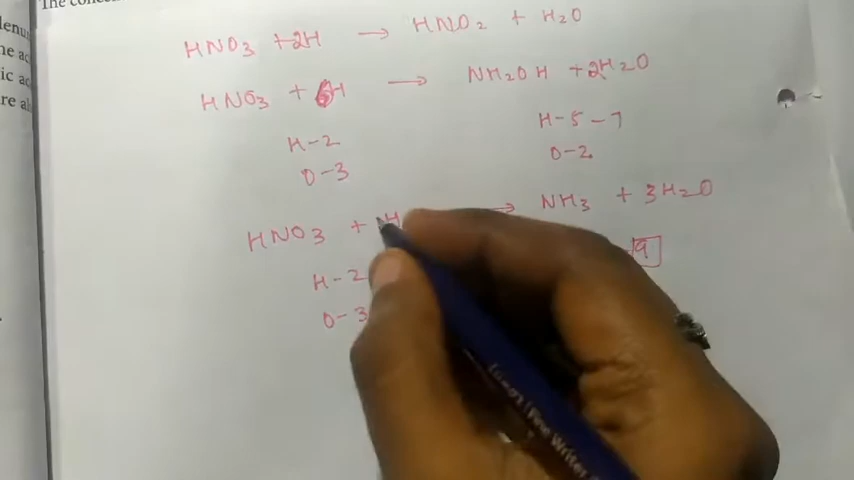 The
HNO3 +2H → HNO2 + H2O
HNO3 + 6H → NH2OH +2H2O
H-2 H-5-7
O-3 O-2
HNO3 + H → NH3 + 3H2O
H-2 9
O-3